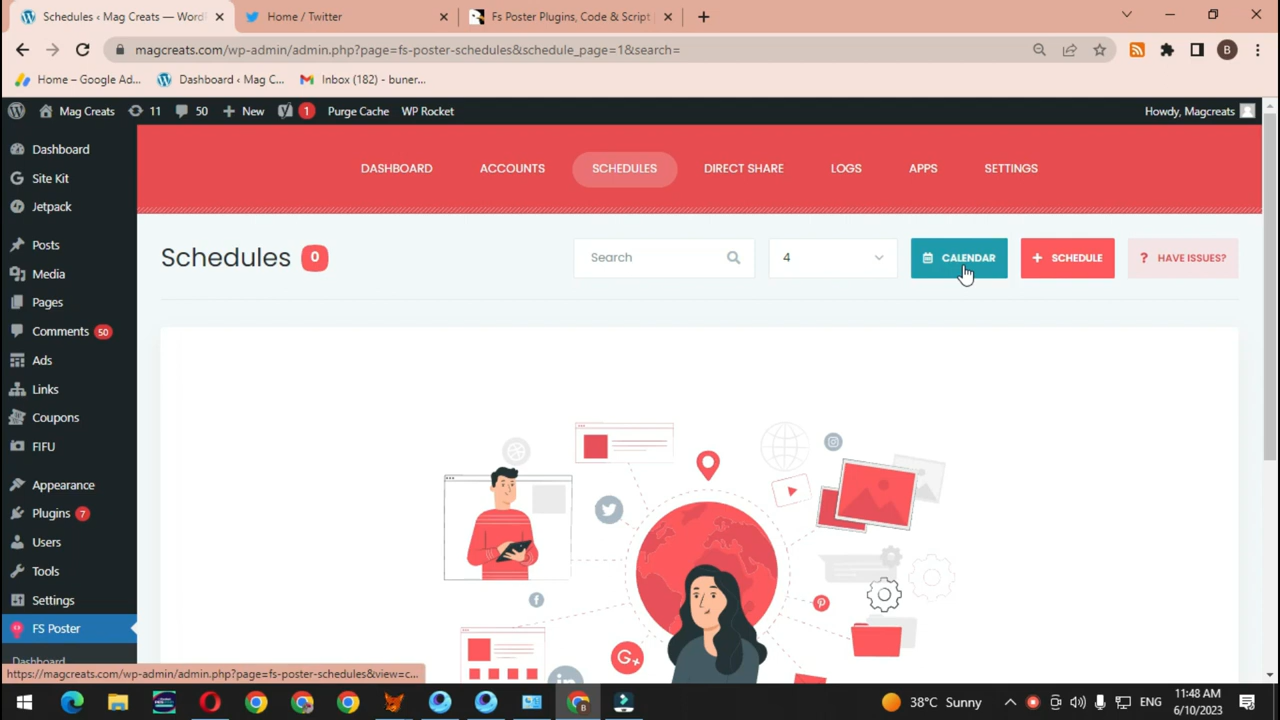 Schedules ‹ Mag Creats — WordF
Home / Twitter
Fs Poster Plugins, Code & Script
magcreats.com/wp-admin/admin.php?page=fs-poster-schedules&schedule_page=1&search=
B
Home – Google Ad...
Dashboard ‹ Mag C...
Inbox (182) – buner...
Mag Creats
11
50
New
1
Purge Cache
WP Rocket
Howdy, Magcreats
Dashboard
Site Kit
Jetpack
Posts
Media
Pages
Comments 50
Ads
Links
Coupons
FIFU
Appearance
Plugins 7
Users
Tools
Settings
FS Poster
Dashboard
DASHBOARD
ACCOUNTS
SCHEDULES
DIRECT SHARE
LOGS
APPS
SETTINGS
Schedules 0
Search
4
CALENDAR
+ SCHEDULE
? HAVE ISSUES?
G+
in
https://magcreats.com/wp-admin/admin.php?page=fs-poster-schedules&view=c...
38°C Sunny
ENG
11:48 AM
6/10/2023